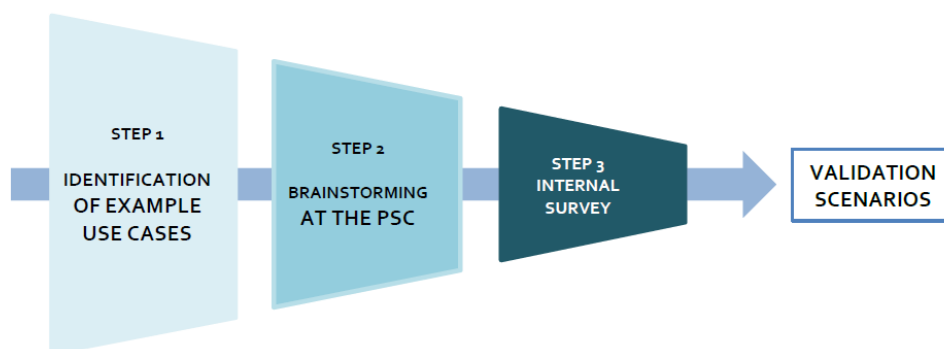 STEP 1
IDENTIFICATION
OF EXAMPLE
USE CASES
STEP 2
BRAINSTORMING
AT THE PSC
STEP 3
INTERNAL
SURVEY
VALIDATION
SCENARIOS